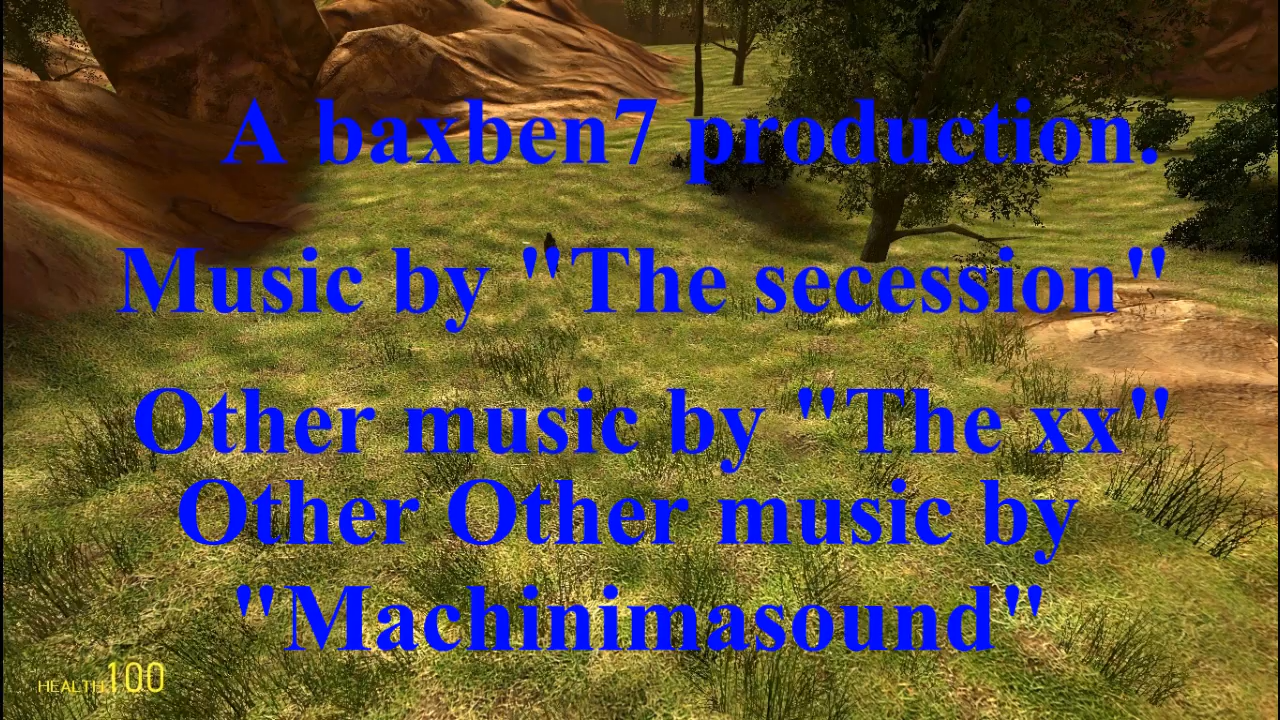 A baxben7 production.
Music by "The secession"
Other music by "The xx"
Other Other music by
"Machinimasound"
HEALTH 100